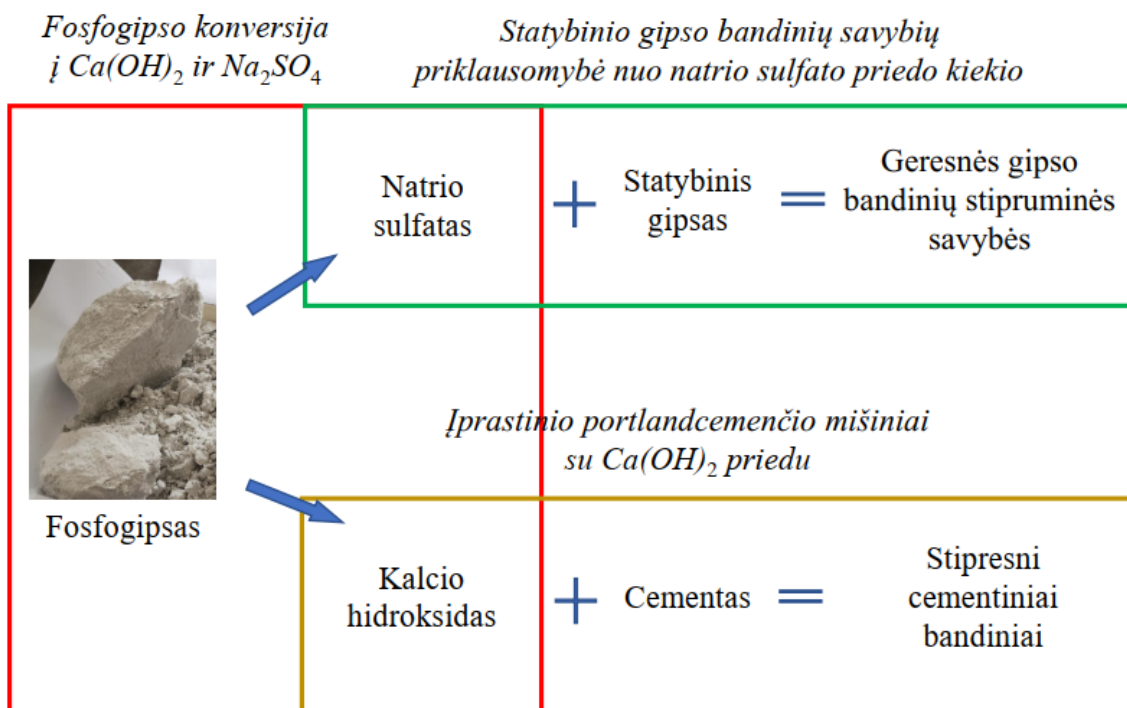 Fosfogipso konversija
į Ca(OH)₂ ir Na₂SO₄
Statybinio gipso bandinių savybių
priklausomybė nuo natrio sulfato priedo kiekio
Natrio
sulfatas
+
Statybinis
gipsas
=
Geresnės gipso
bandinių stipruminės
savybės
Fosfogipsas
Įprastinio portlandcemenčio mišiniai
su Ca(OH)₂ priedu
Kalcio
hidroksidas
+
Cementas
=
Stipresni
cementiniai
bandiniai